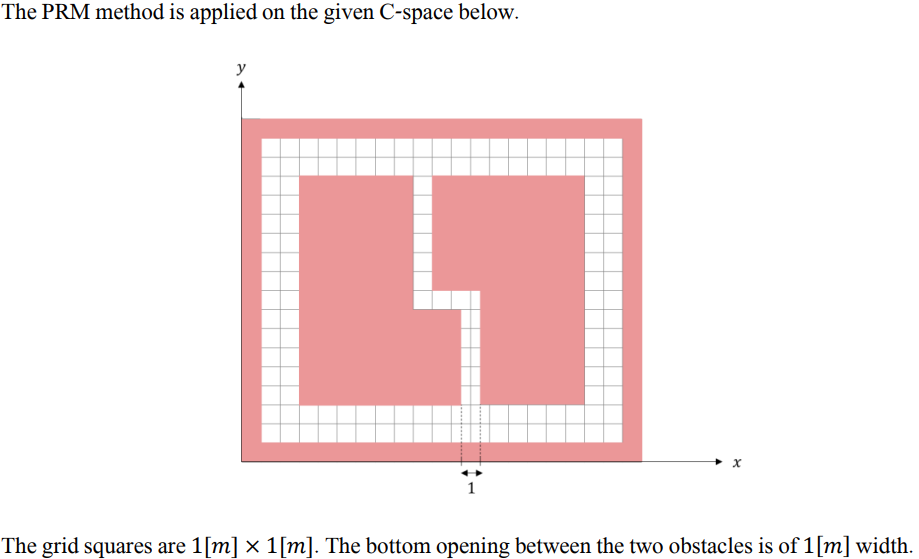 The PRM method is applied on the given C-space below.
y
x
1
The grid squares are 1[m] × 1[m]. The bottom opening between the two obstacles is of 1[m] width.